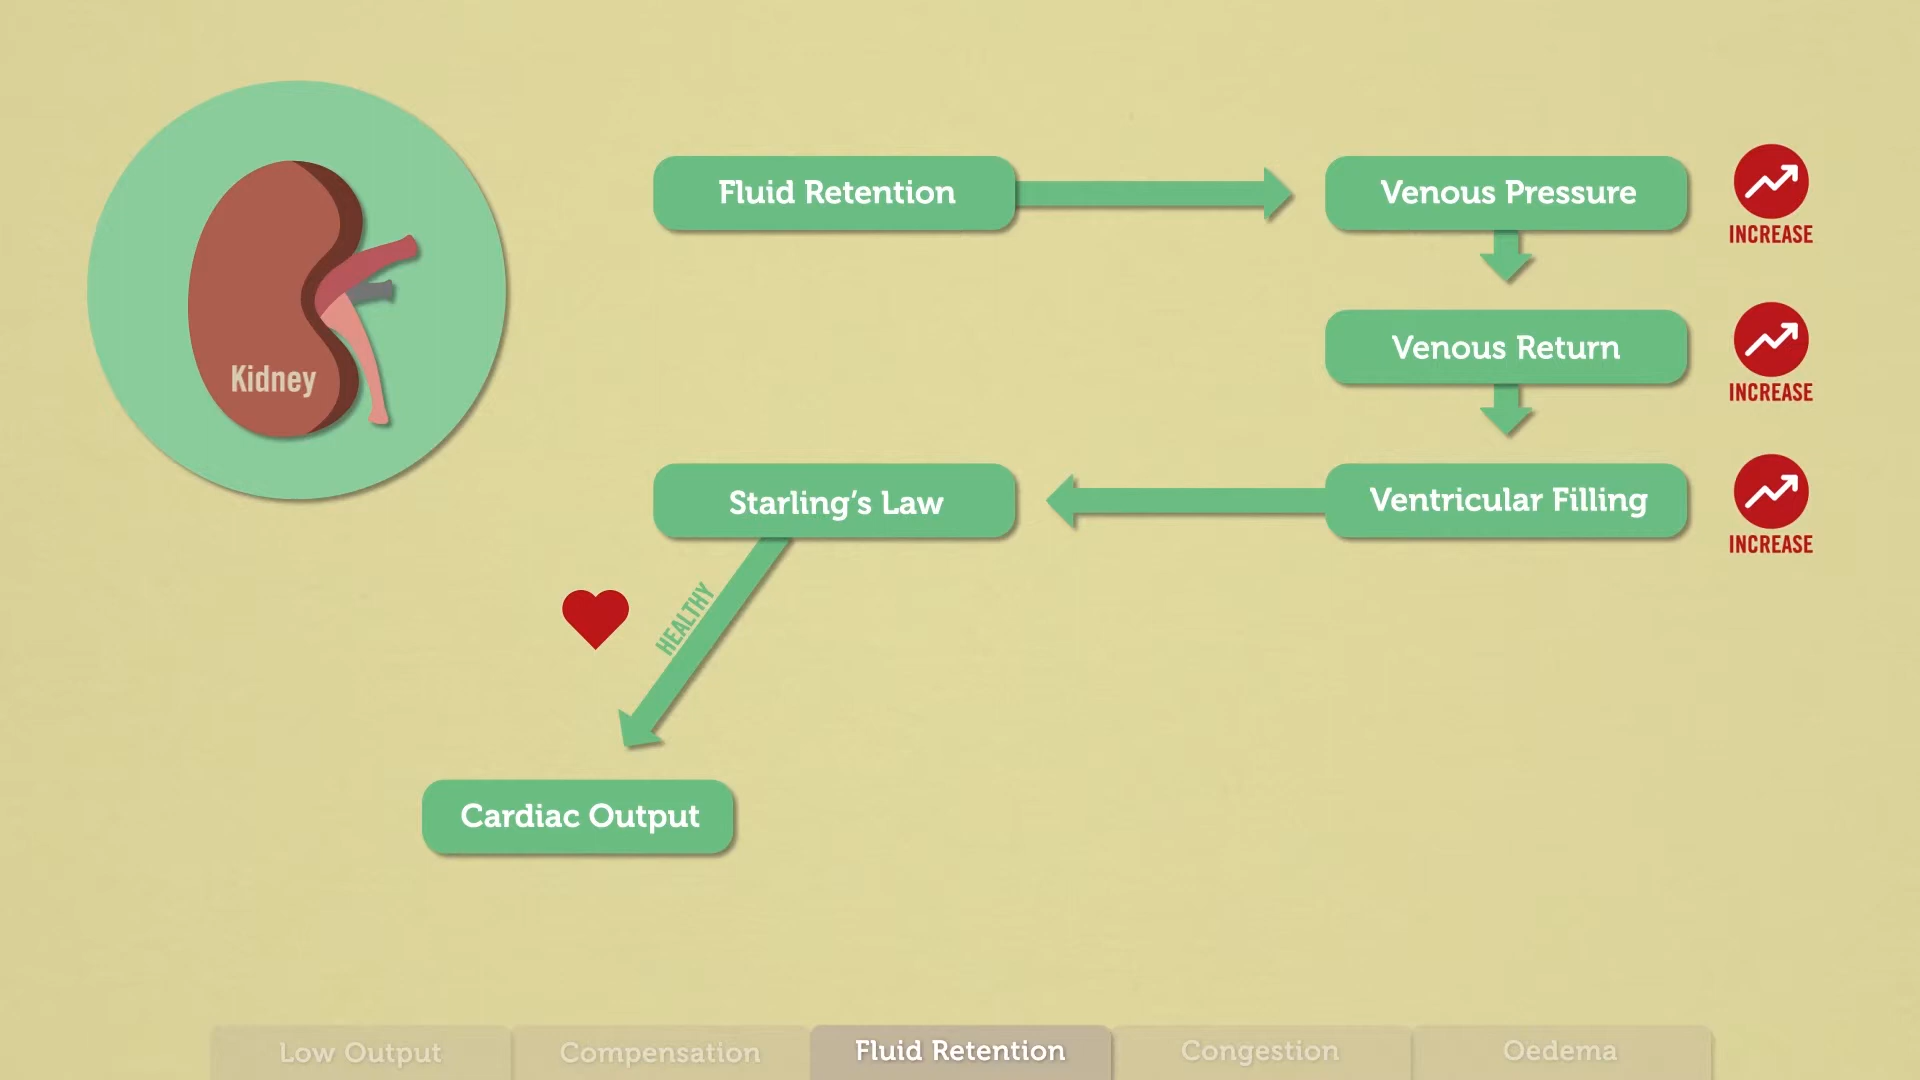 Fluid Retention
Venous Pressure
INCREASE
Venous Return
INCREASE
Kidney
Starling's Law
Ventricular Filling
INCREASE
HEALTHY
Cardiac Output
Low Output
Compensation
Fluid Retention
Congestion
Oedema